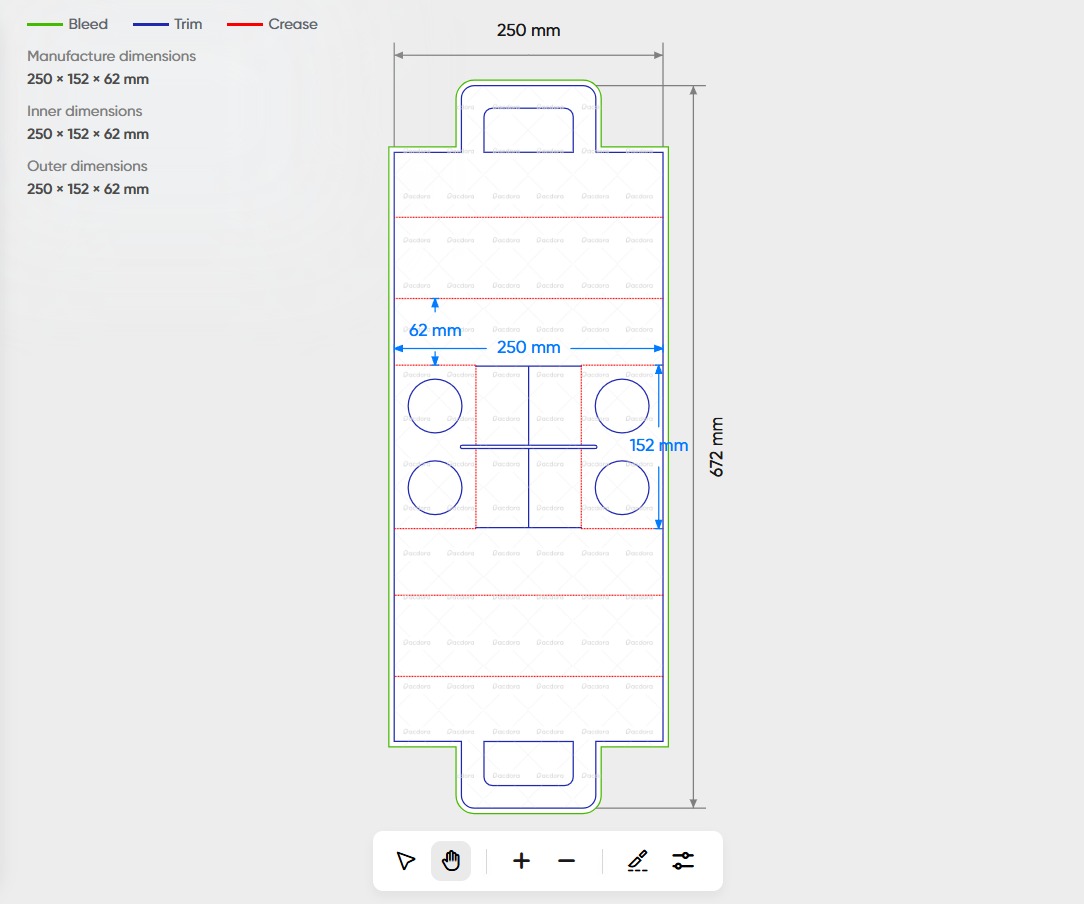 Bleed Trim Crease
Manufacture dimensions
250 × 152 × 62 mm
Inner dimensions
250 × 152 × 62 mm
Outer dimensions
250 × 152 × 62 mm
250 mm
62 mm
250 mm
152 mm
672 mm